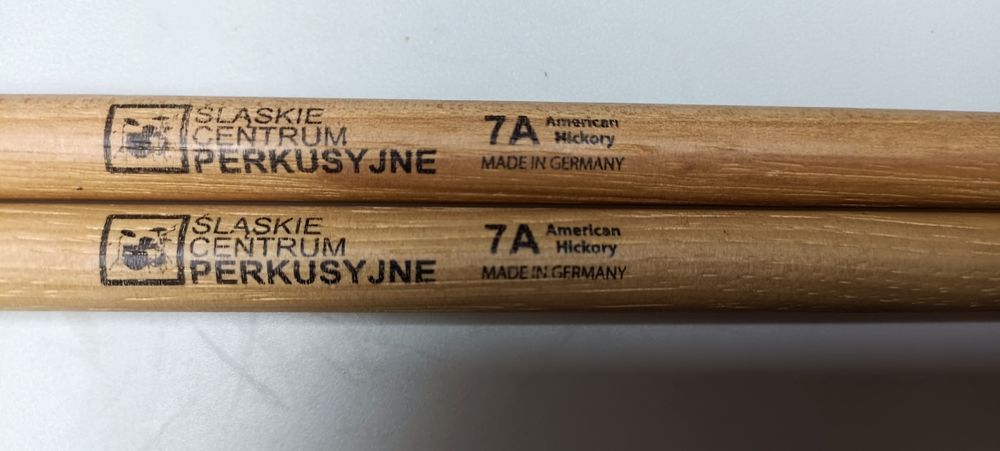 ŚLĄSKIE
CENTRUM
PERKUSYJNE
7A American
Hickory
MADE IN GERMANY
ŚLĄSKIE
CENTRUM
PERKUSYJNE
7A American
Hickory
MADE IN GERMANY